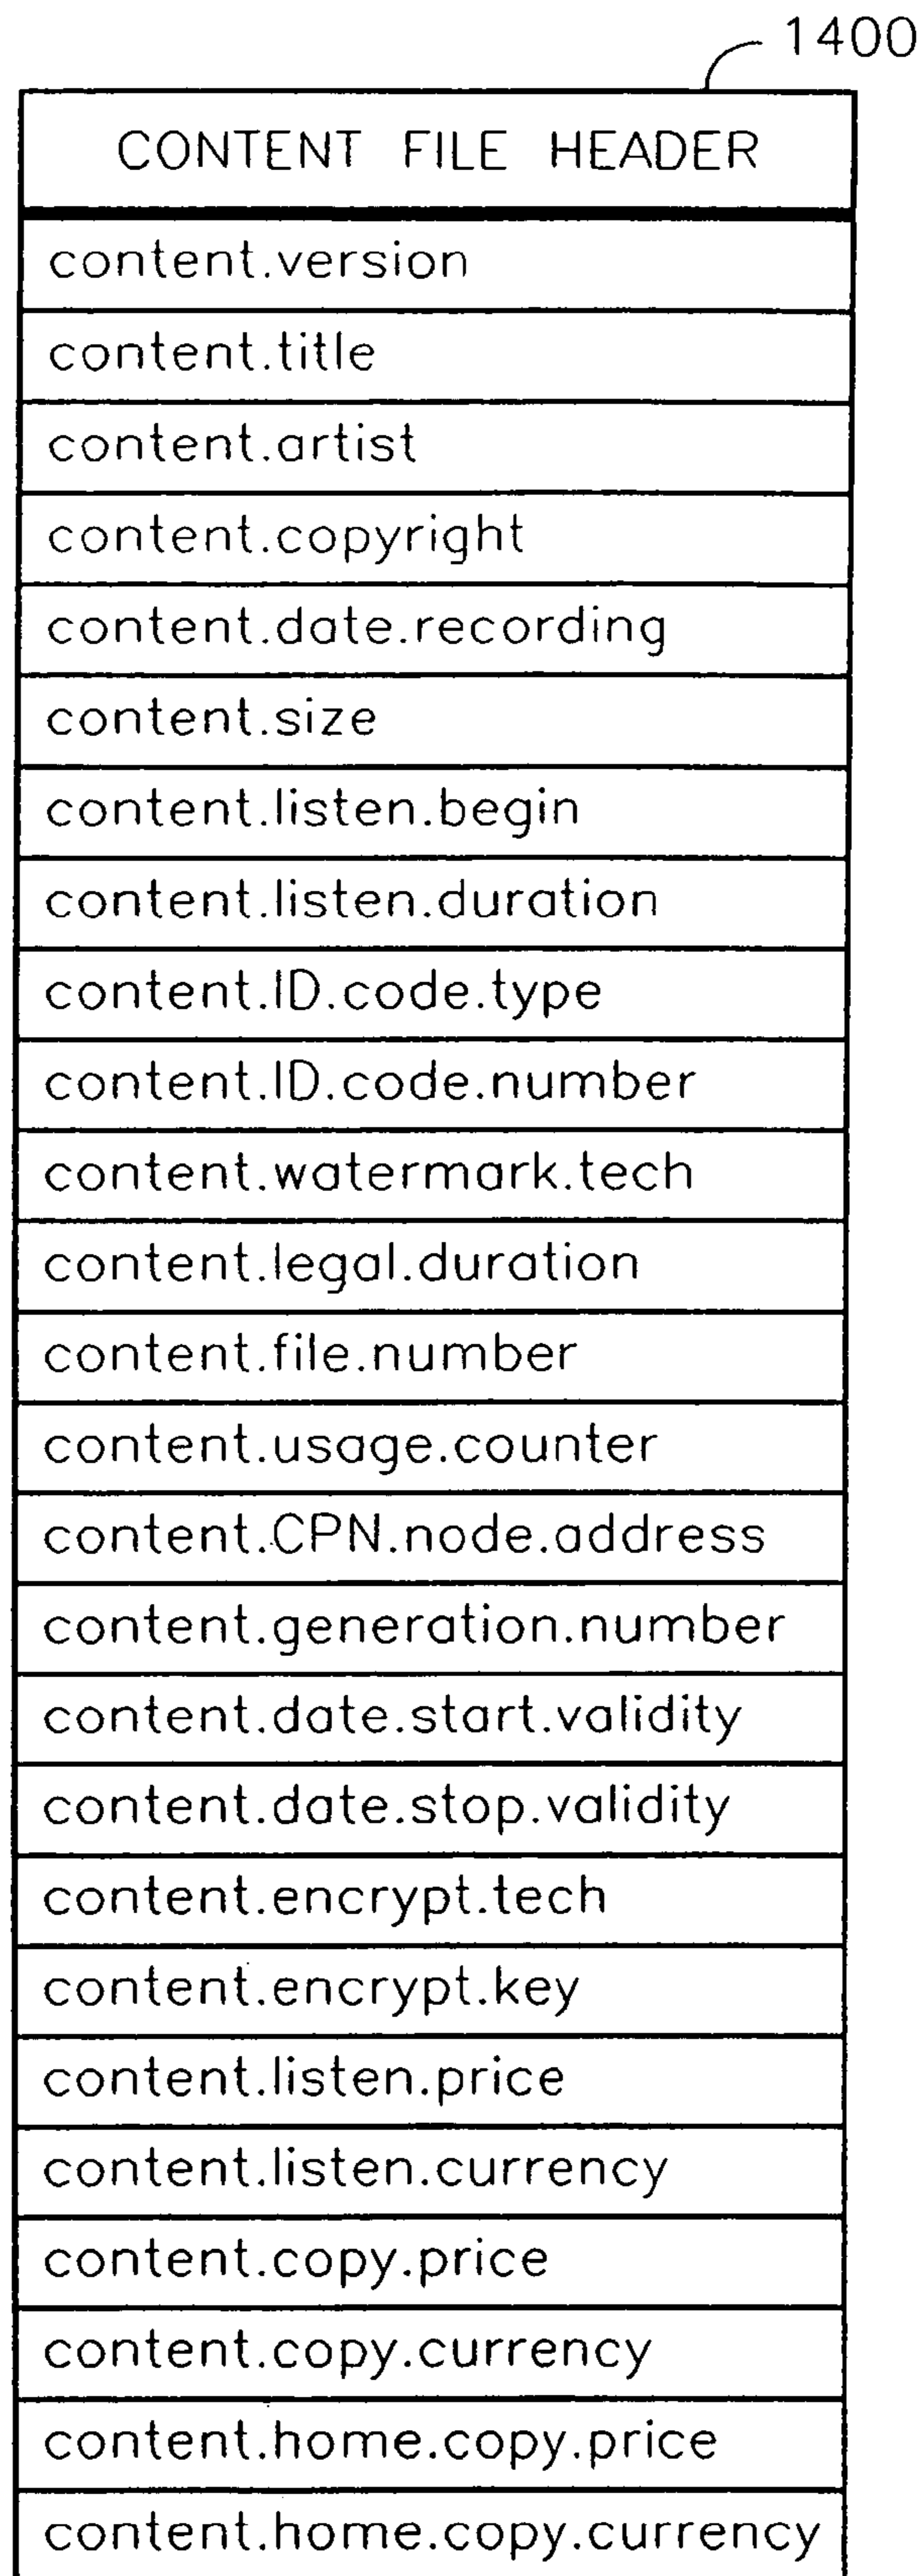 1400
CONTENT FILE HEADER
content.version
content.title
content.artist
content.copyright
content.date.recording
content.size
content.listen.begin
content.listen.duration
content.ID.code.type
content.ID.code.number
content.watermark.tech
content.legal.duration
content.file.number
content.usage.counter
content.CPN.node.address
content.generation.number
content.date.start.validity
content.date.stop.validity
content.encrypt.tech
content.encrypt.key
content.listen.price
content.listen.currency
content.copy.price
content.copy.currency
content.home.copy.price
content.home.copy.currency